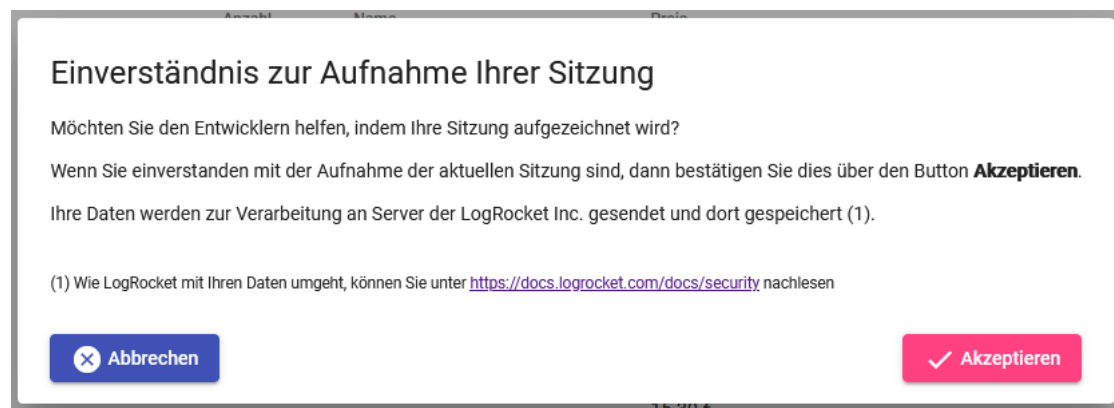 Anzahl Name Preis
Einverständnis zur Aufnahme Ihrer Sitzung
Möchten Sie den Entwicklern helfen, indem Ihre Sitzung aufgezeichnet wird?
Wenn Sie einverstanden mit der Aufnahme der aktuellen Sitzung sind, dann bestätigen Sie dies über den Button Akzeptieren.
Ihre Daten werden zur Verarbeitung an Server der LogRocket Inc. gesendet und dort gespeichert (1).
(1) Wie LogRocket mit Ihren Daten umgeht, können Sie unter https://docs.logrocket.com/docs/security nachlesen
Abbrechen Akzeptieren